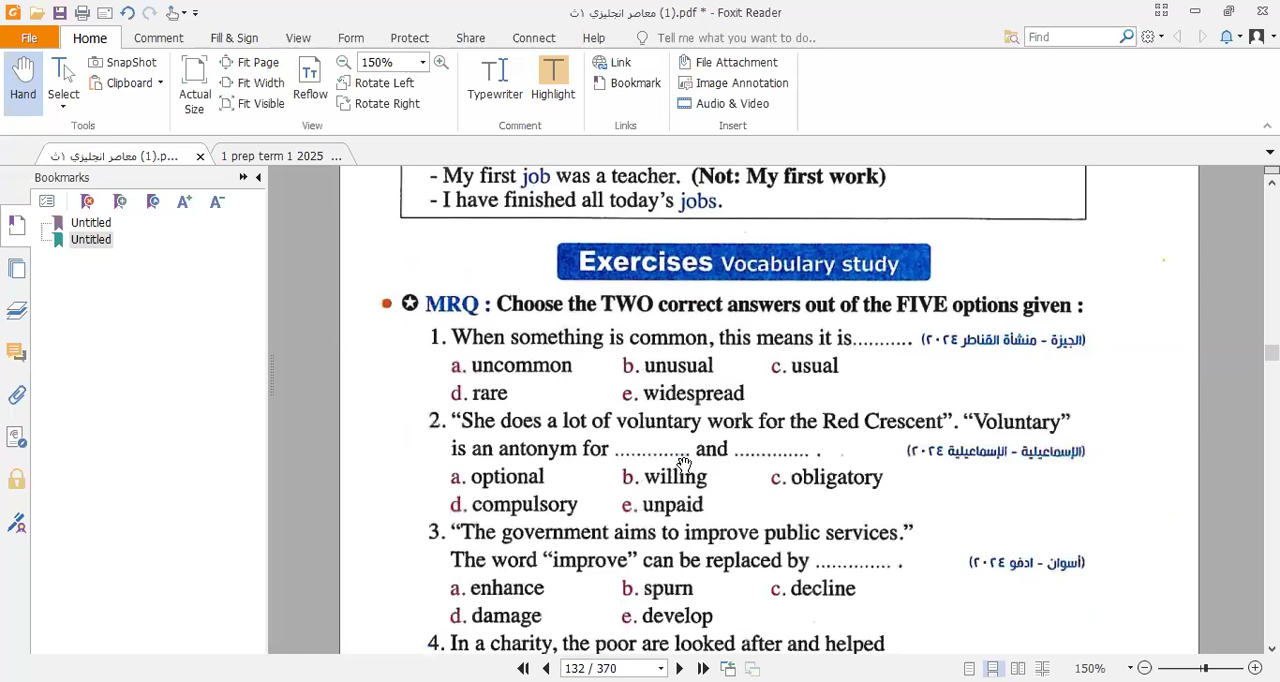 معاصر انجليزي ١ث (1).pdf * - Foxit Reader
File Home Comment Fill & Sign View Form Protect Share Connect Help Tell me what you want to do.. Find
Hand Select SnapShot Clipboard Actual Size Fit Page Fit Width Fit Visible Reflow 150% Rotate Left Rotate Right Typewriter Highlight Link Bookmark File Attachment Image Annotation Audio & Video
Tools View Comment Links Insert
معاصر انجليزي ١ث (1).p... 1 prep term 1 2025 ...
Bookmarks
Untitled
Untitled
- My first job was a teacher. (Not: My first work)
- I have finished all today's jobs.
Exercises Vocabulary study
MRQ : Choose the TWO correct answers out of the FIVE options given :
1. When something is common, this means it is........... (الجيزة - منشأة القناطر ٢٠٢٤)
a. uncommon b. unusual c. usual
d. rare e. widespread
2. “She does a lot of voluntary work for the Red Crescent”. “Voluntary”
is an antonym for .............. and .............. . (الإسماعيلية - الإسماعيلية ٢٠٢٤)
a. optional b. willing c. obligatory
d. compulsory e. unpaid
3. “The government aims to improve public services.”
The word “improve” can be replaced by .............. . (أسوان - ادفو ٢٠٢٤)
a. enhance b. spurn c. decline
d. damage e. develop
4. In a charity, the poor are looked after and helped
132 / 370 150%